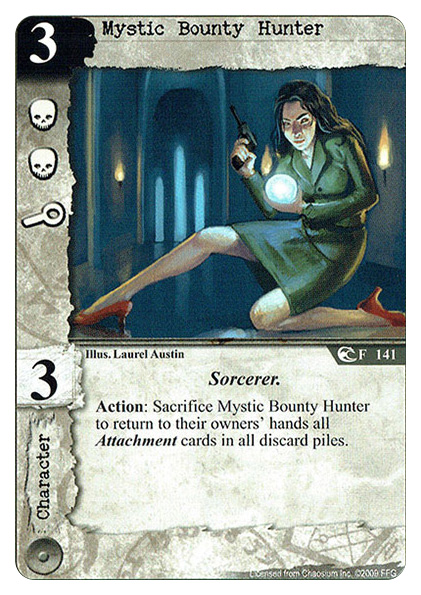 3
Mystic Bounty Hunter
Illus. Laurel Austin
F 141
3
Sorcerer.
Action: Sacrifice Mystic Bounty Hunter
to return to their owners' hands all
Attachment cards in all discard piles.
Character
Licensed from Chaosium Inc. ©2009 FFG